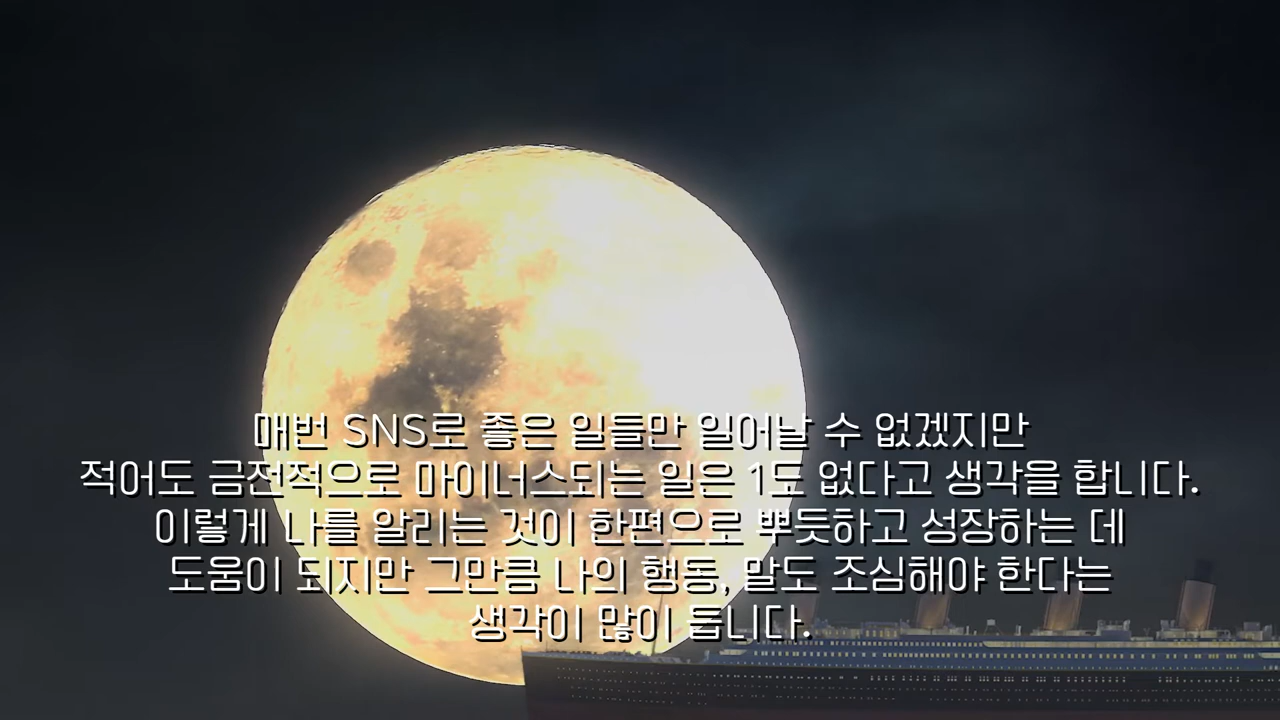 매번 SNS로 좋은 일들만 일어날 수 없겠지만
적어도 금전적으로 마이너스되는 일은 1도 없다고 생각을 합니다.
이렇게 나를 알리는 것이 한편으로 뿌듯하고 성장하는 데
도움이 되지만 그만큼 나의 행동, 말도 조심해야 한다는
생각이 많이 듭니다.